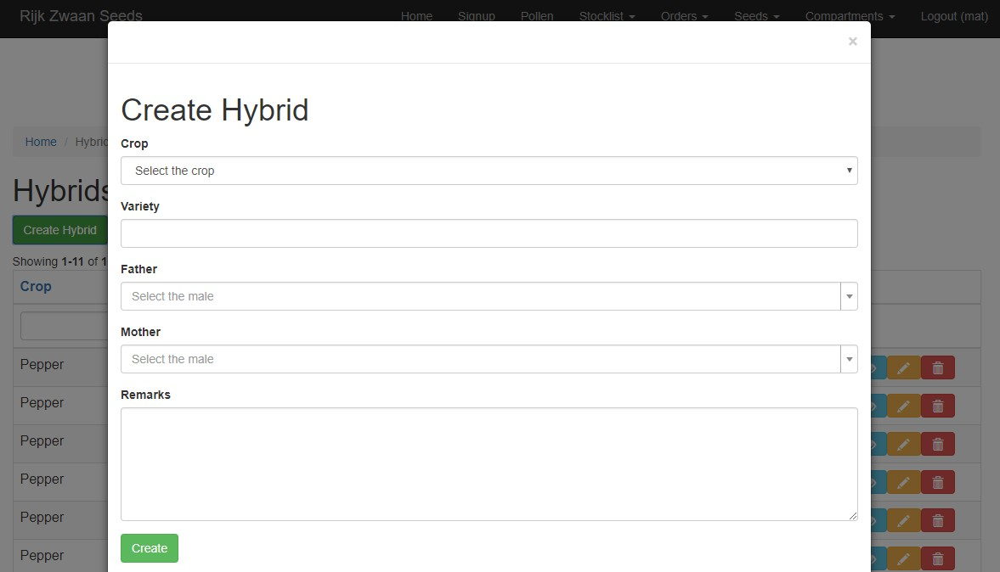 Rijk Zwaan Seeds Home Signup Pollen Stocklist Orders Seeds Compartments Logout (mat)
×
Create Hybrid
Crop
Select the crop
Variety
Father
Select the male
Mother
Select the male
Remarks
Create
Home / Hybrid
Hybrids
Create Hybrid
Showing 1-11 of 1
Crop
Pepper
Pepper
Pepper
Pepper
Pepper
Pepper